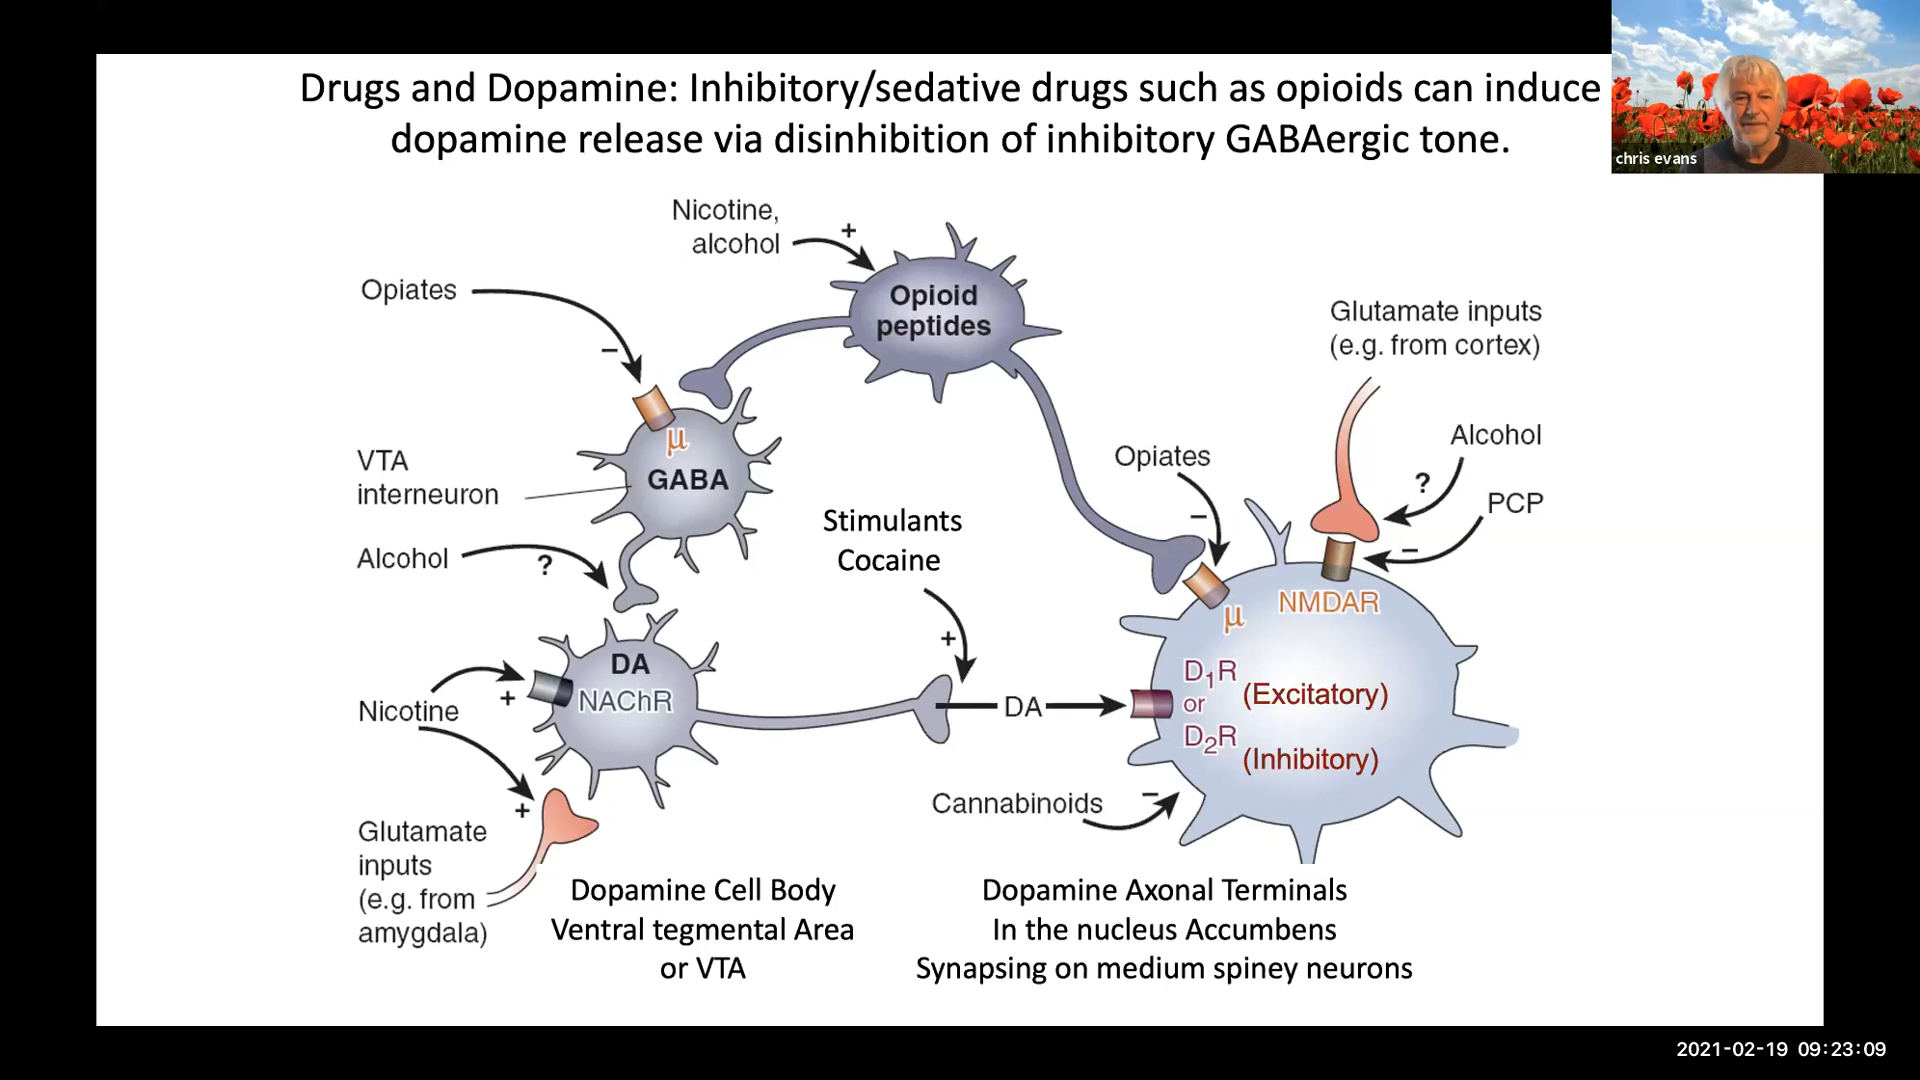 Drugs and Dopamine: Inhibitory/sedative drugs such as opioids can induce
dopamine release via disinhibition of inhibitory GABAergic tone.
chris evans
Nicotine,
alcohol
+
Opiates
−
Opioid
peptides
Glutamate inputs
(e.g. from cortex)
μ
GABA
VTA
interneuron
Opiates
−
Alcohol
?
PCP
−
Stimulants
Cocaine
+
Alcohol
?
μ
NMDAR
DA
NAChR
Nicotine
+
+
DA
D1R
or
D2R
(Excitatory)
(Inhibitory)
Cannabinoids
−
Glutamate
inputs
(e.g. from
amygdala)
Dopamine Cell Body
Ventral tegmental Area
or VTA
Dopamine Axonal Terminals
In the nucleus Accumbens
Synapsing on medium spiney neurons
2021-02-19 09:23:09